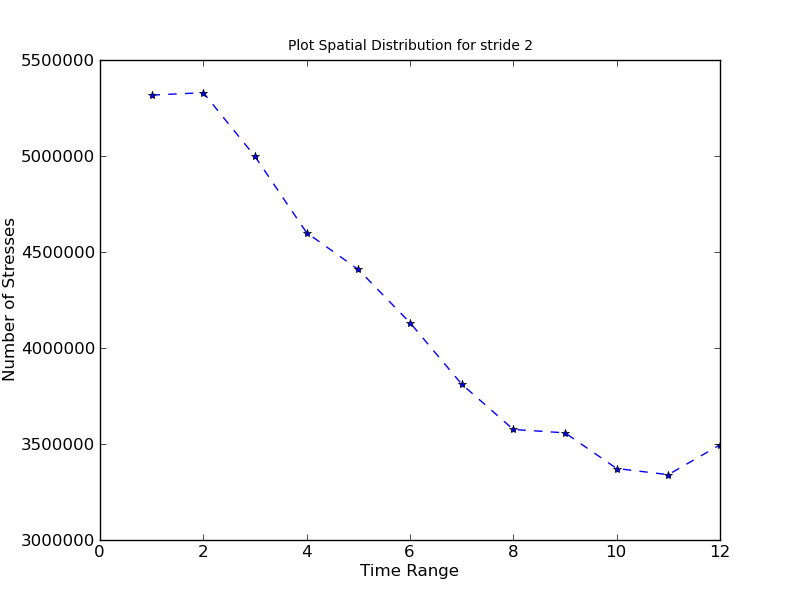 Plot Spatial Distribution for stride 2
5500000
5000000
4500000
4000000
3500000
3000000
Number of Stresses
0 2 4 6 8 10 12
Time Range